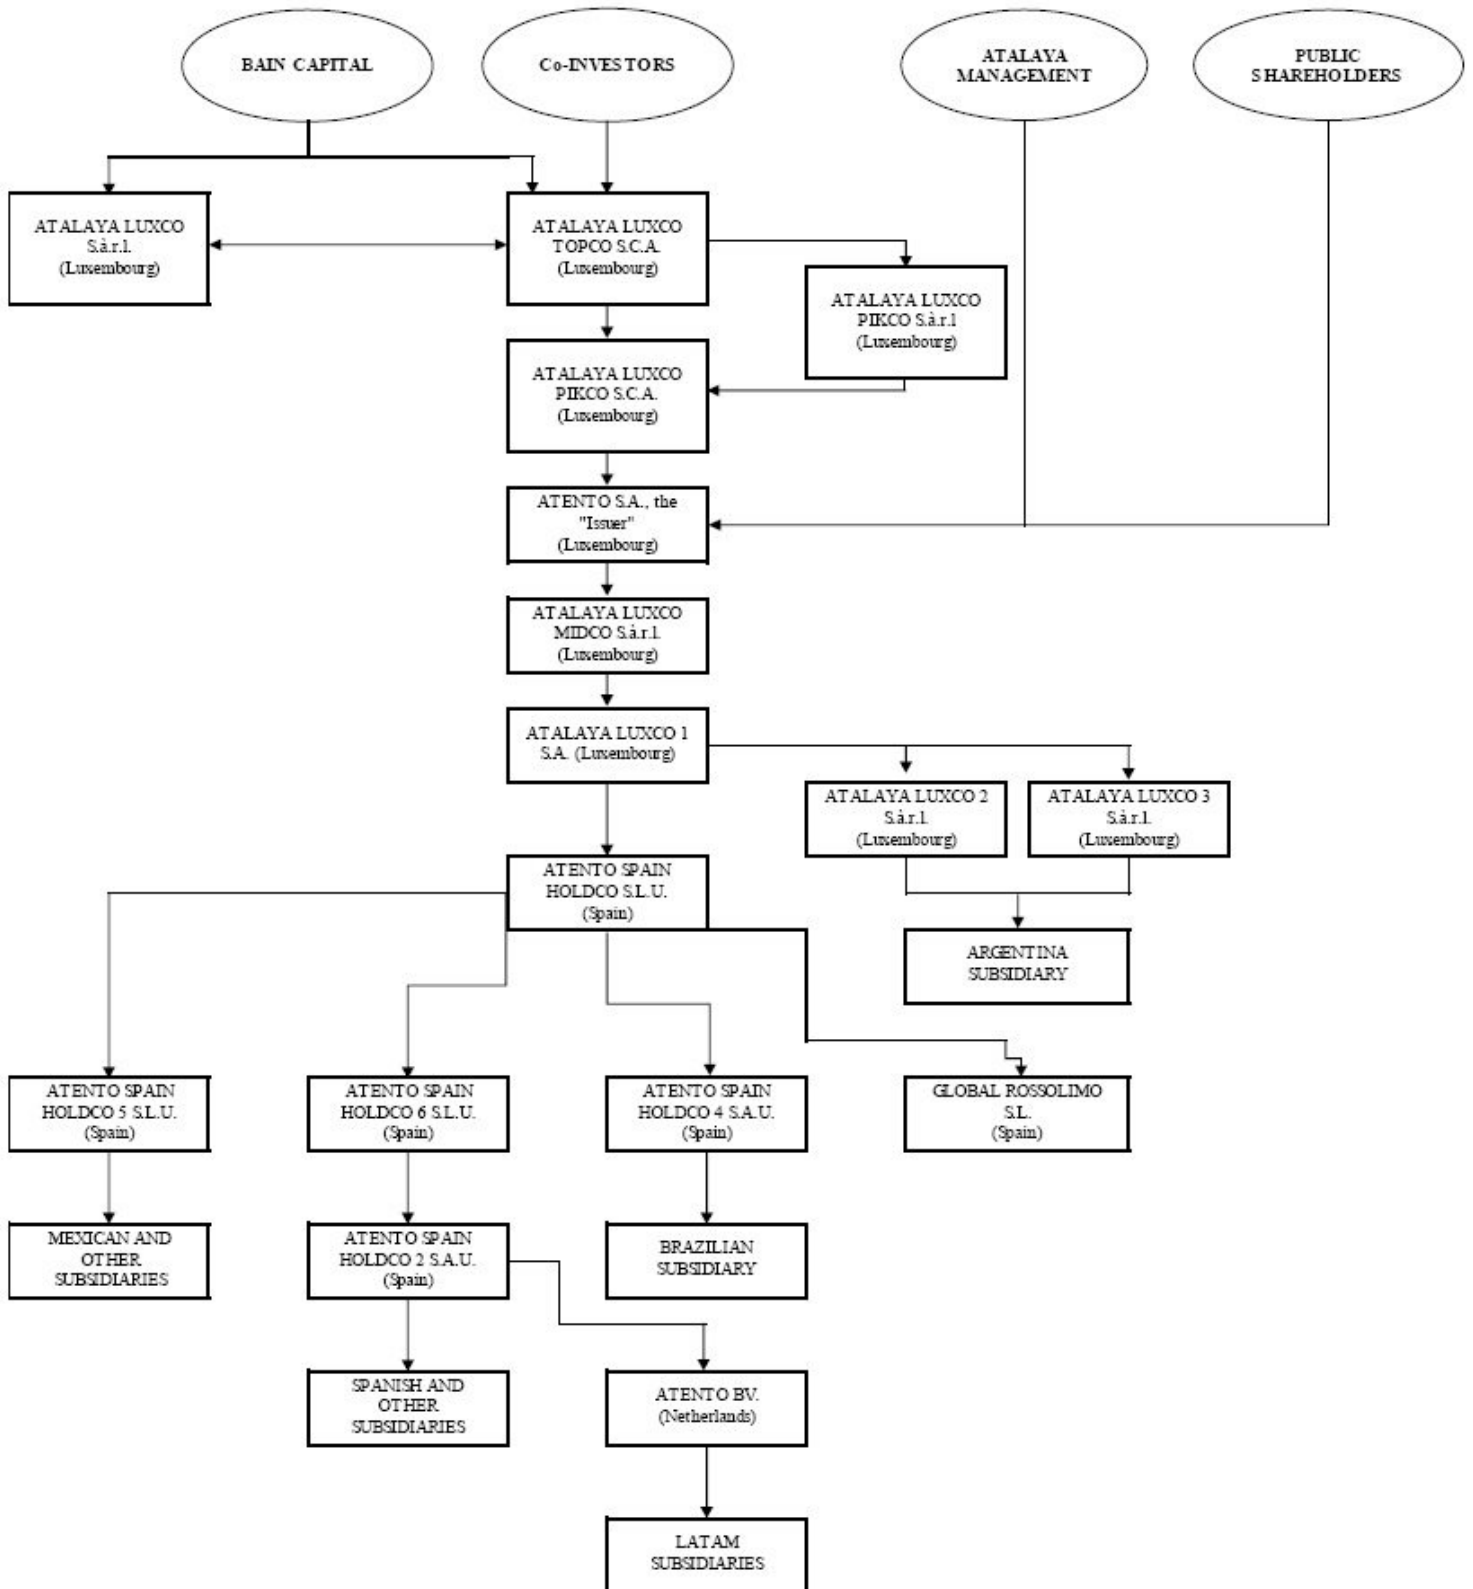 BAIN CAPITAL
Co-INVESTORS
ATALAYA
MANAGEMENT
PUBLIC
SHAREHOLDERS
ATALAYA LUXCO
S.à.r.l.
(Luxembourg)
ATALAYA LUXCO
TOPCO S.C.A.
(Luxembourg)
ATALAYA LUXCO
PIKCO S.à.r.l
(Luxembourg)
ATALAYA LUXCO
PIKCO S.C.A.
(Luxembourg)
ATENTO S.A., the
"Issuer"
(Luxembourg)
ATALAYA LUXCO
MIDCO S.à.r.l.
(Luxembourg)
ATALAYA LUXCO 1
S.A. (Luxembourg)
ATALAYA LUXCO 2
S.à.r.l.
(Luxembourg)
ATALAYA LUXCO 3
S.à.r.l.
(Luxembourg)
ATENTO SPAIN
HOLDCO S.L.U.
(Spain)
ARGENTINA
SUBSIDIARY
ATENTO SPAIN
HOLDCO 5 S.L.U.
(Spain)
ATENTO SPAIN
HOLDCO 6 S.L.U.
(Spain)
ATENTO SPAIN
HOLDCO 4 S.A.U.
(Spain)
GLOBAL ROSSOLIMO
S.L.
(Spain)
MEXICAN AND
OTHER
SUBSIDIARIES
ATENTO SPAIN
HOLDCO 2 S.A.U.
(Spain)
BRAZILIAN
SUBSIDIARY
SPANISH AND
OTHER
SUBSIDIARIES
ATENTO BV.
(Netherlands)
LATAM
SUBSIDIARIES